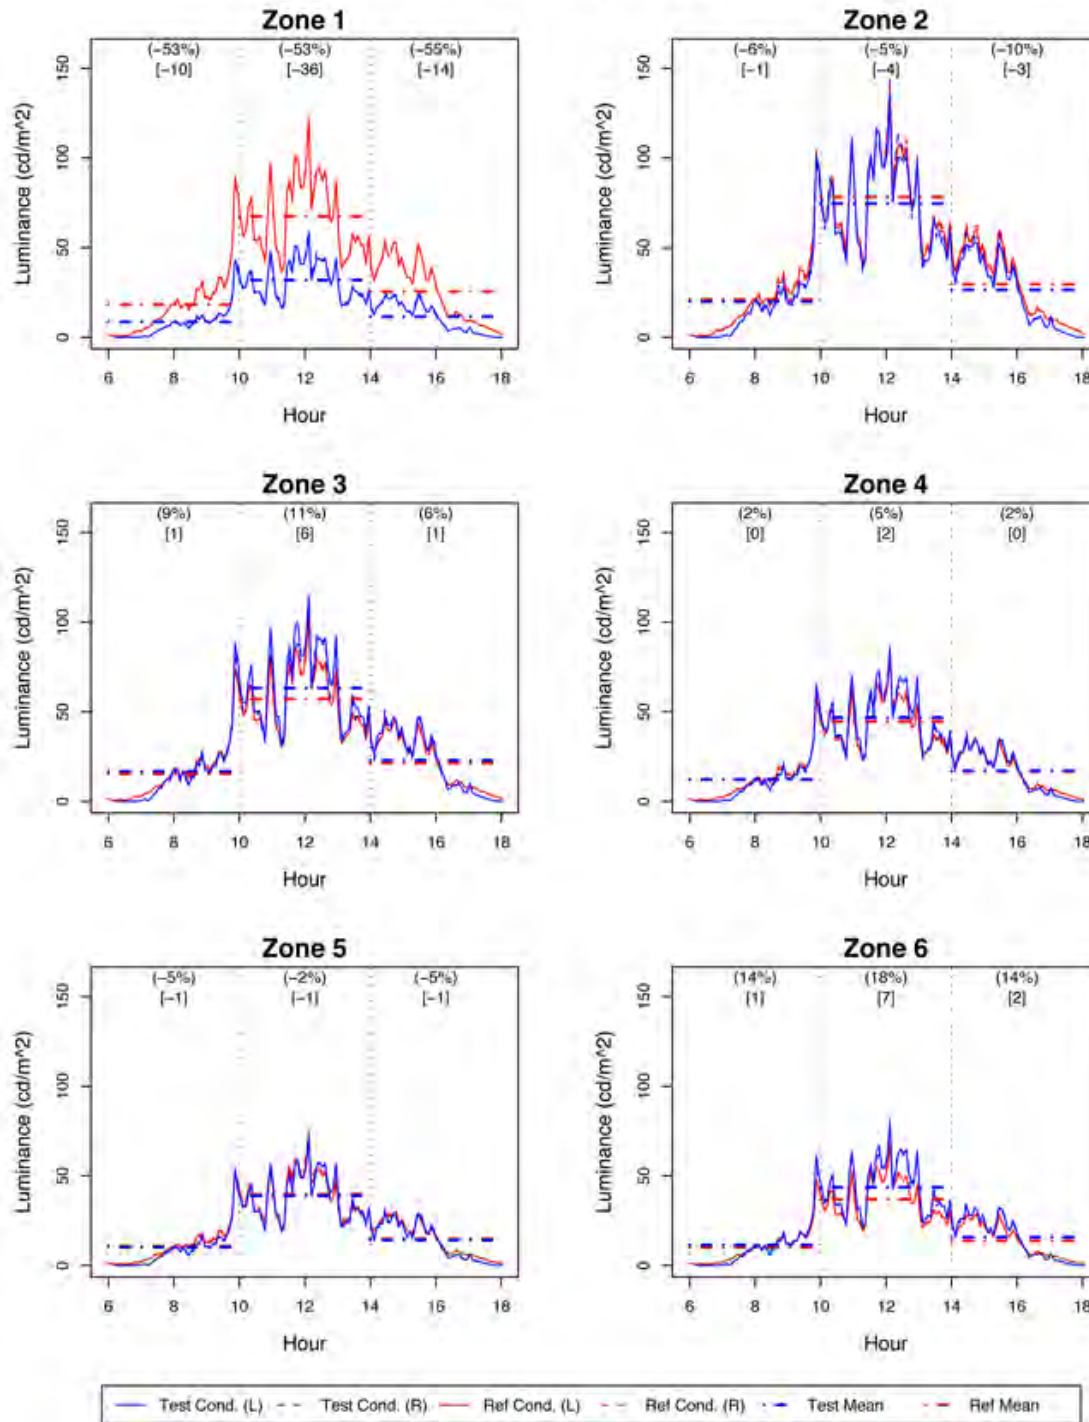 Zone 1
(−53%) (−53%) (−55%)
[−10] [−36] [−14]
Luminance (cd/m^2)
0 50 100 150
6 8 10 12 14 16 18
Hour
Zone 2
(−6%) (−5%) (−10%)
[−1] [−4] [−3]
Luminance (cd/m^2)
0 50 100 150
6 8 10 12 14 16 18
Hour
Zone 3
(9%) (11%) (6%)
[1] [6] [1]
Luminance (cd/m^2)
0 50 100 150
6 8 10 12 14 16 18
Hour
Zone 4
(2%) (5%) (2%)
[0] [2] [0]
Luminance (cd/m^2)
0 50 100 150
6 8 10 12 14 16 18
Hour
Zone 5
(−5%) (−2%) (−5%)
[−1] [−1] [−1]
Luminance (cd/m^2)
0 50 100 150
6 8 10 12 14 16 18
Hour
Zone 6
(14%) (18%) (14%)
[1] [7] [2]
Luminance (cd/m^2)
0 50 100 150
6 8 10 12 14 16 18
Hour
Test Cond. (L) Test Cond. (R) Ref Cond. (L) Ref Cond. (R) Test Mean Ref Mean